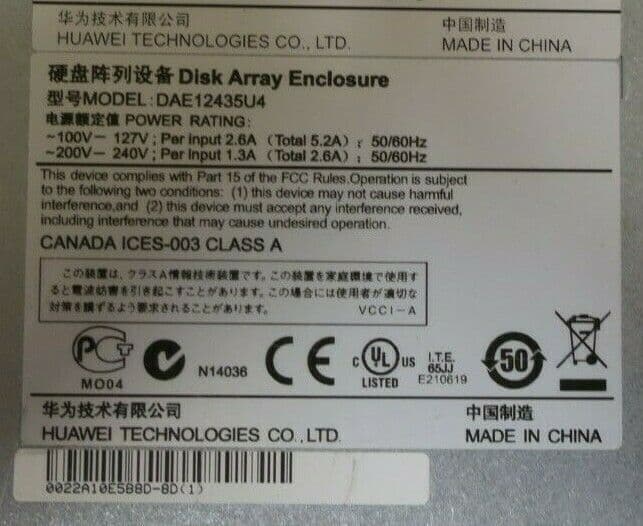 华为技术有限公司 中国制造
HUAWEI TECHNOLOGIES CO., LTD. MADE IN CHINA
硬盘阵列设备 Disk Array Enclosure
型号MODEL: DAE12435U4
电源额定值 POWER RATING:
~100V- 127V ; Per Input 2.6A (Total 5.2A) ; 50/60Hz
~200V- 240V ; Per Input 1.3A (Total 2.6A) ; 50/60Hz
This device complies with Part 15 of the FCC Rules.Operation is subject
to the following two conditions: (1) this device may not cause harmful
interference,and (2) this device must accept any interference received,
including interference that may cause undesired operation.
CANADA ICES-003 CLASS A
この装置は、クラスA情報技術装置です。この装置を家庭環境で使用す
ると電波妨害を引き起こすことがあります。この場合には使用者が適切な
対策を講ずるよう要求されることがあります。 VCCI-A
PCT MO04
N14036
CE
C UL US LISTED
I.T.E.
65JJ
E210619
50
华为技术有限公司 中国制造
HUAWEI TECHNOLOGIES CO.,LTD. MADE IN CHINA
0022A10E5B8D-8D(1)